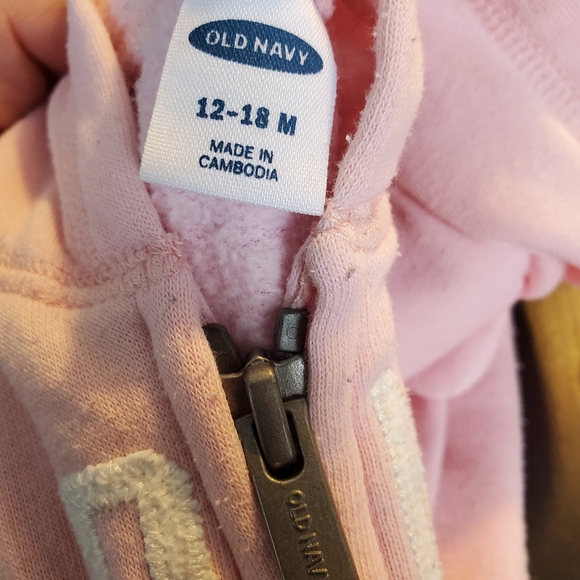 OLD NAVY
12-18 M
MADE IN
CAMBODIA
OLD NAVY